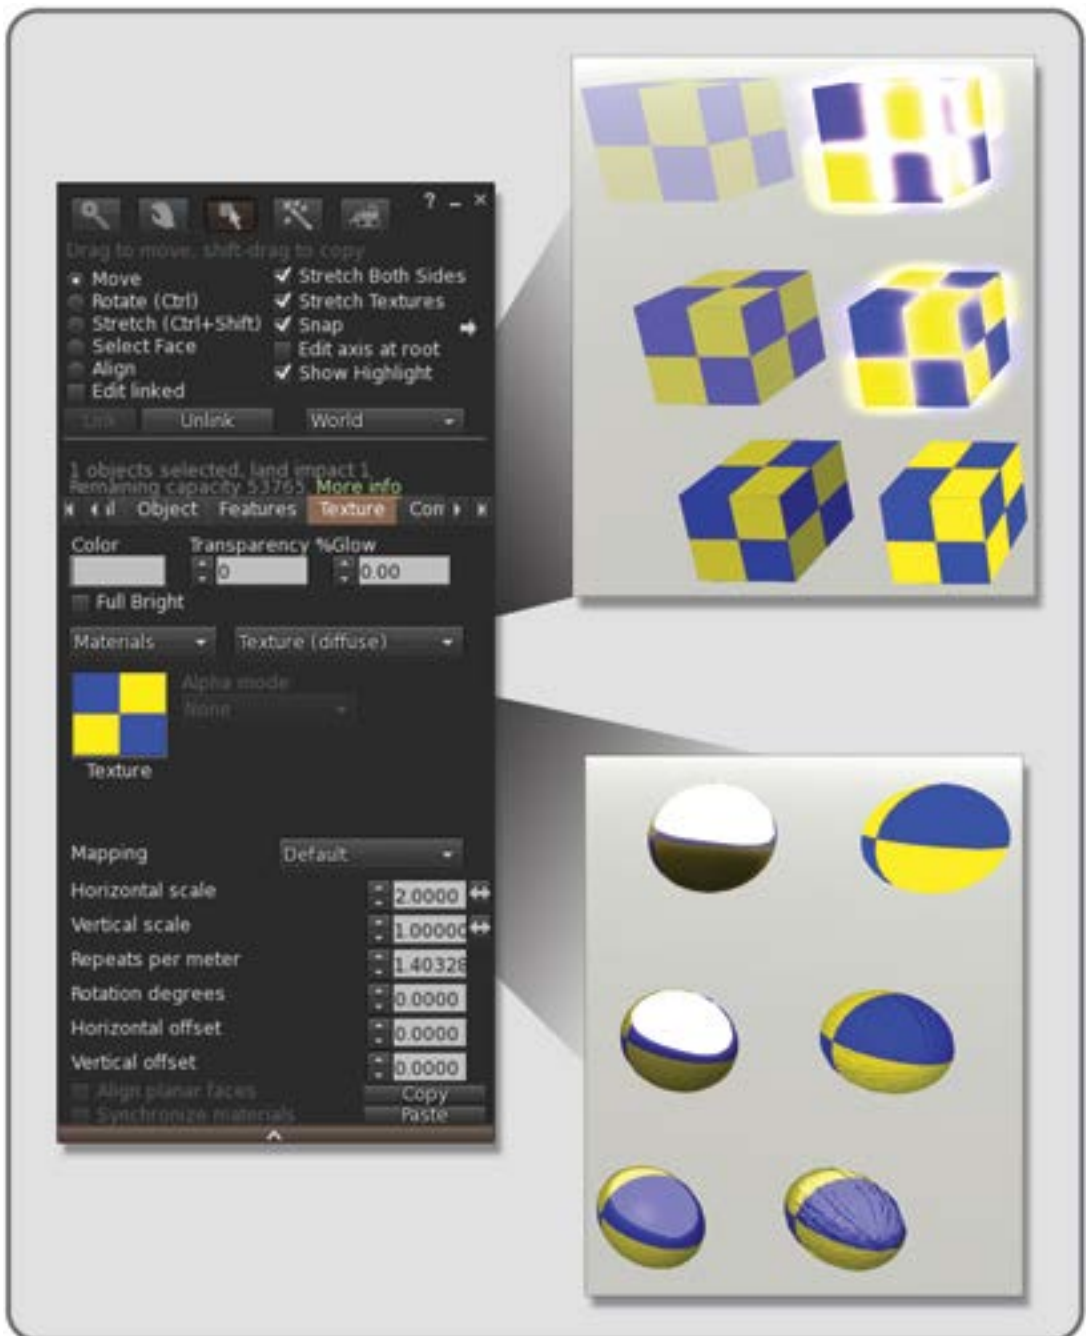 ? – ×
Drag to move, shift-drag to copy
Move
Rotate (Ctrl)
Stretch (Ctrl+Shift)
Select Face
Align
Edit linked
Stretch Both Sides
Stretch Textures
Snap
Edit axis at root
Show Highlight
Link Unlink World
1 objects selected, land impact 1
Remaining capacity 53765. More info
Object Features Texture Con
Color Transparency % Glow
0 0.00
Full Bright
Materials Texture (diffuse)
Alpha mode
None
Texture
Mapping Default
Horizontal scale 2.0000
Vertical scale 1.0000
Repeats per meter 1.40328
Rotation degrees 0.0000
Horizontal offset 0.0000
Vertical offset 0.0000
Align planar faces Copy
Synchronize materials Paste